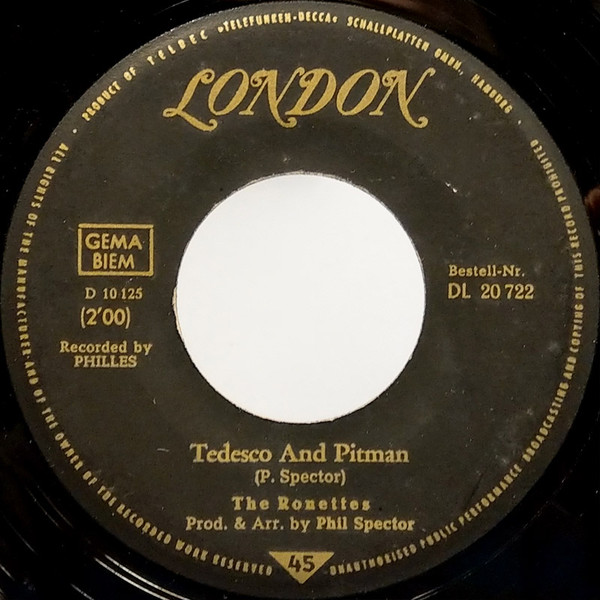 PRODUCT OF TELDEC »TELEFUNKEN-DECCA« SCHALLPLATTEN GMBH., HAMBURG ·
LONDON
GEMA
BIEM
D 10 125
(2'00)
Recorded by
PHILLES
Bestell-Nr.
DL 20 722
Tedesco And Pitman
(P. Spector)
The Ronettes
Prod. & Arr. by Phil Spector
45
· ALL RIGHTS OF THE MANUFACTURER AND OF THE OWNER OF THE RECORDED WORK RESERVED
UNAUTHORISED PUBLIC PERFORMANCE BROADCASTING AND COPYING OF THIS RECORD PROHIBITED